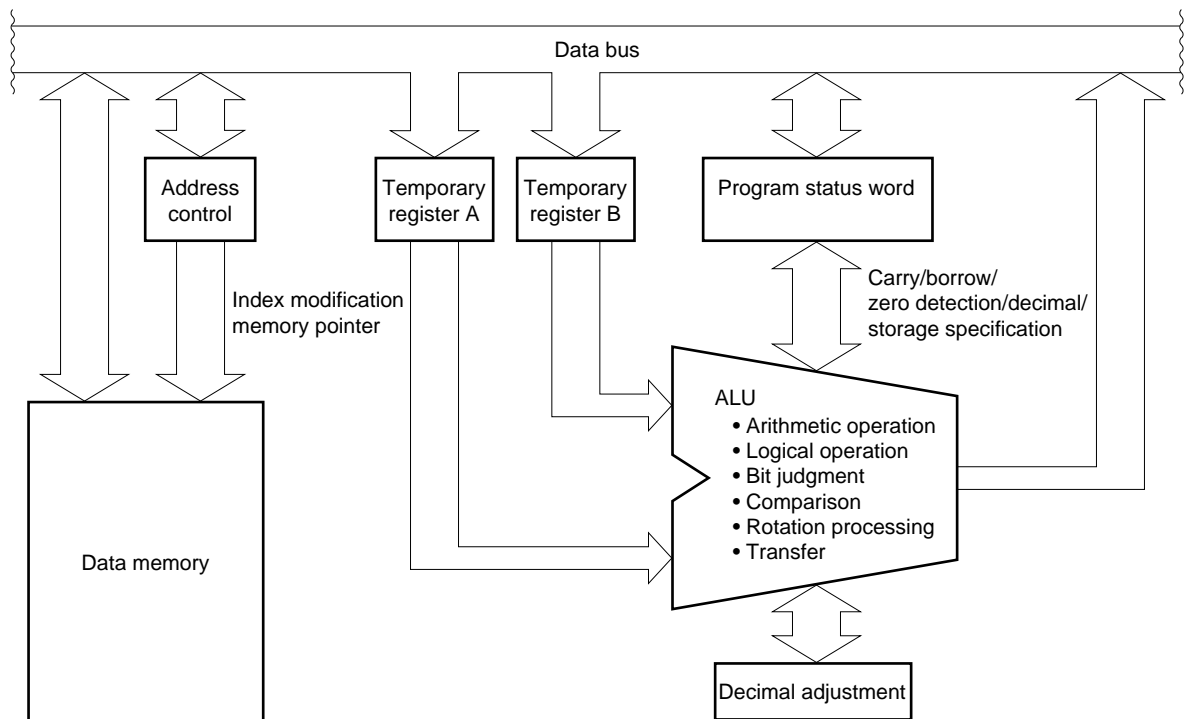 Data bus
Address
control
Temporary
register A
Temporary
register B
Program status word
Index modification
memory pointer
Carry/borrow/
zero detection/decimal/
storage specification
ALU
• Arithmetic operation
• Logical operation
• Bit judgment
• Comparison
• Rotation processing
• Transfer
Data memory
Decimal adjustment